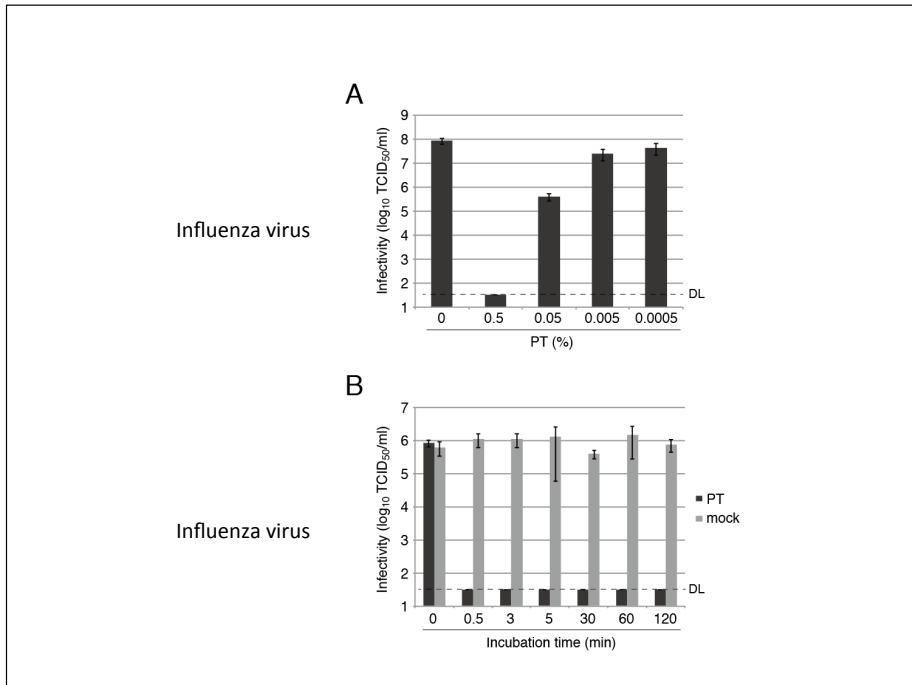 A
Influenza virus
Infectivity (log10 TCID50/ml)
9
8
7
6
5
4
3
2
1
DL
0 0.5 0.05 0.005 0.0005
PT (%)
B
Influenza virus
Infectivity (log10 TCID50/ml)
7
6
5
4
3
2
1
PT
mock
DL
0 0.5 3 5 30 60 120
Incubation time (min)